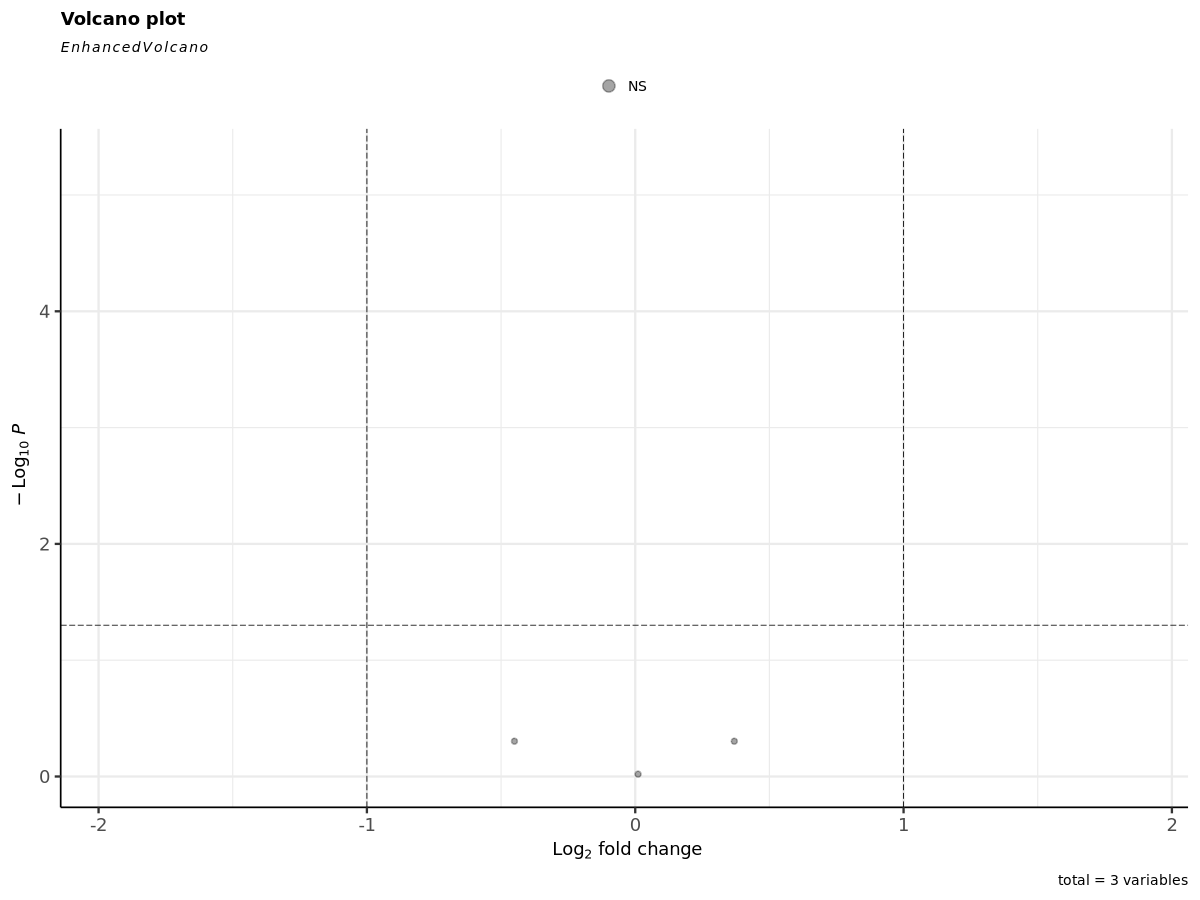 Volcano plot
EnhancedVolcano
NS
4
2
0
− Log10 P
-2 -1 0 1 2
Log2 fold change
total = 3 variables